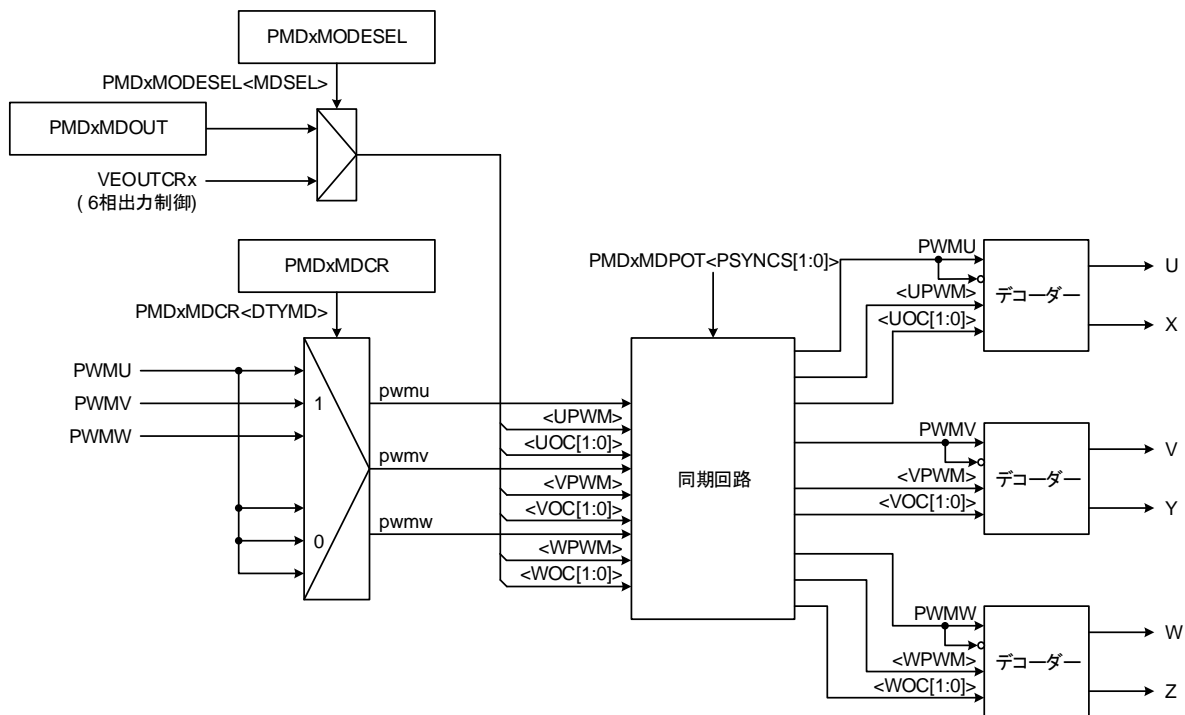 PMDxMODESEL
PMDxMODESEL<MDSEL>
PMDxMDOUT
VEOUTCRx
( 6相出力制御)
PMDxMDCR
PMDxMDCR<DTYMD>
PWMU
PWMV
PWMW
1
0
pwmu
pwmv
pwmw
<UPWM>
<UOC[1:0]>
<VPWM>
<VOC[1:0]>
<WPWM>
<WOC[1:0]>
PMDxMDPOT<PSYNCS[1:0]>
同期回路
PWMU
<UPWM>
<UOC[1:0]>
デコーダー
U
X
PWMV
<VPWM>
<VOC[1:0]>
デコーダー
V
Y
PWMW
<WPWM>
<WOC[1:0]>
デコーダー
W
Z